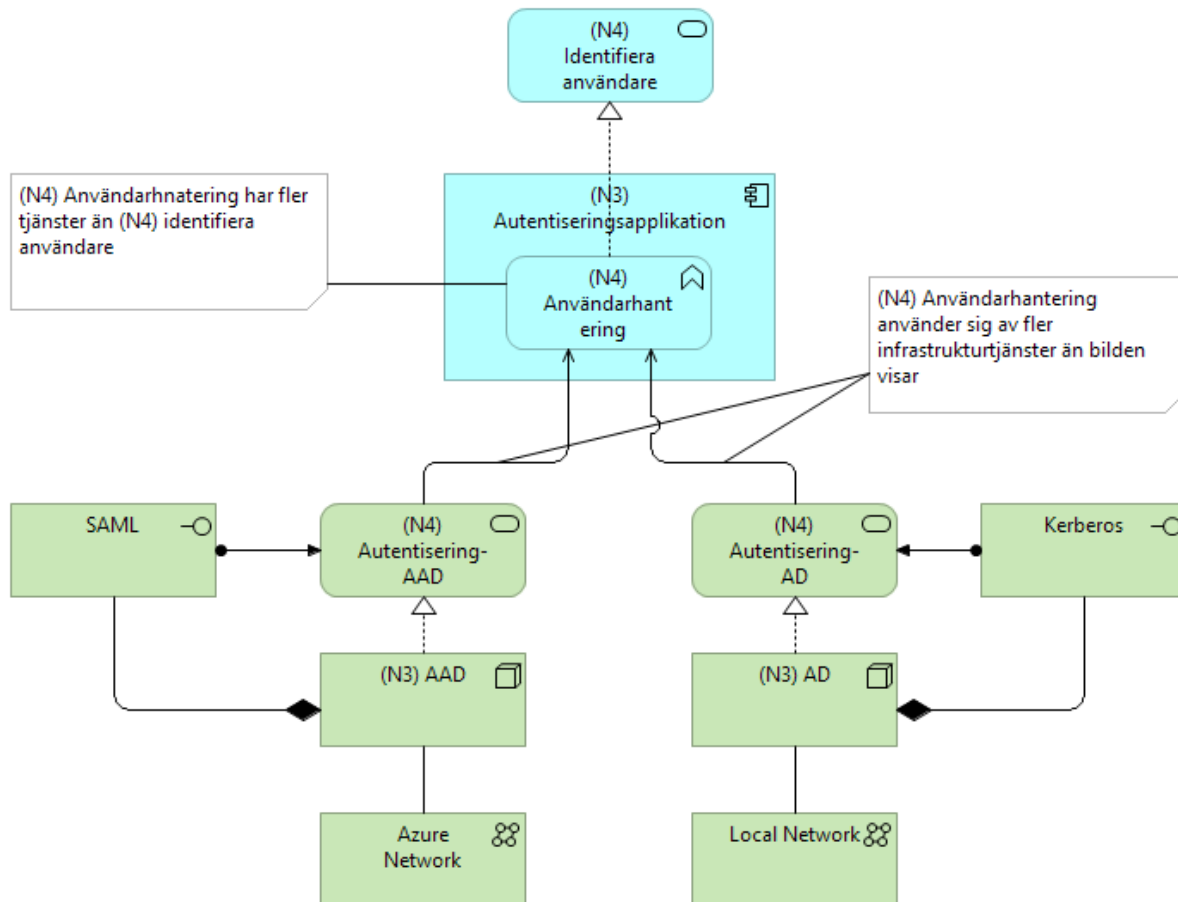 (N4)
Identifiera
användare
(N4) Användarhnatering har fler
tjänster än (N4) identifiera
användare
(N3)
Autentiseringsapplikation
(N4)
Användarhant
ering
(N4) Användarhantering
använder sig av fler
infrastrukturtjänster än bilden
visar
SAML
(N4)
Autentisering-
AAD
(N4)
Autentisering-
AD
Kerberos
(N3) AAD
(N3) AD
Azure
Network
Local Network